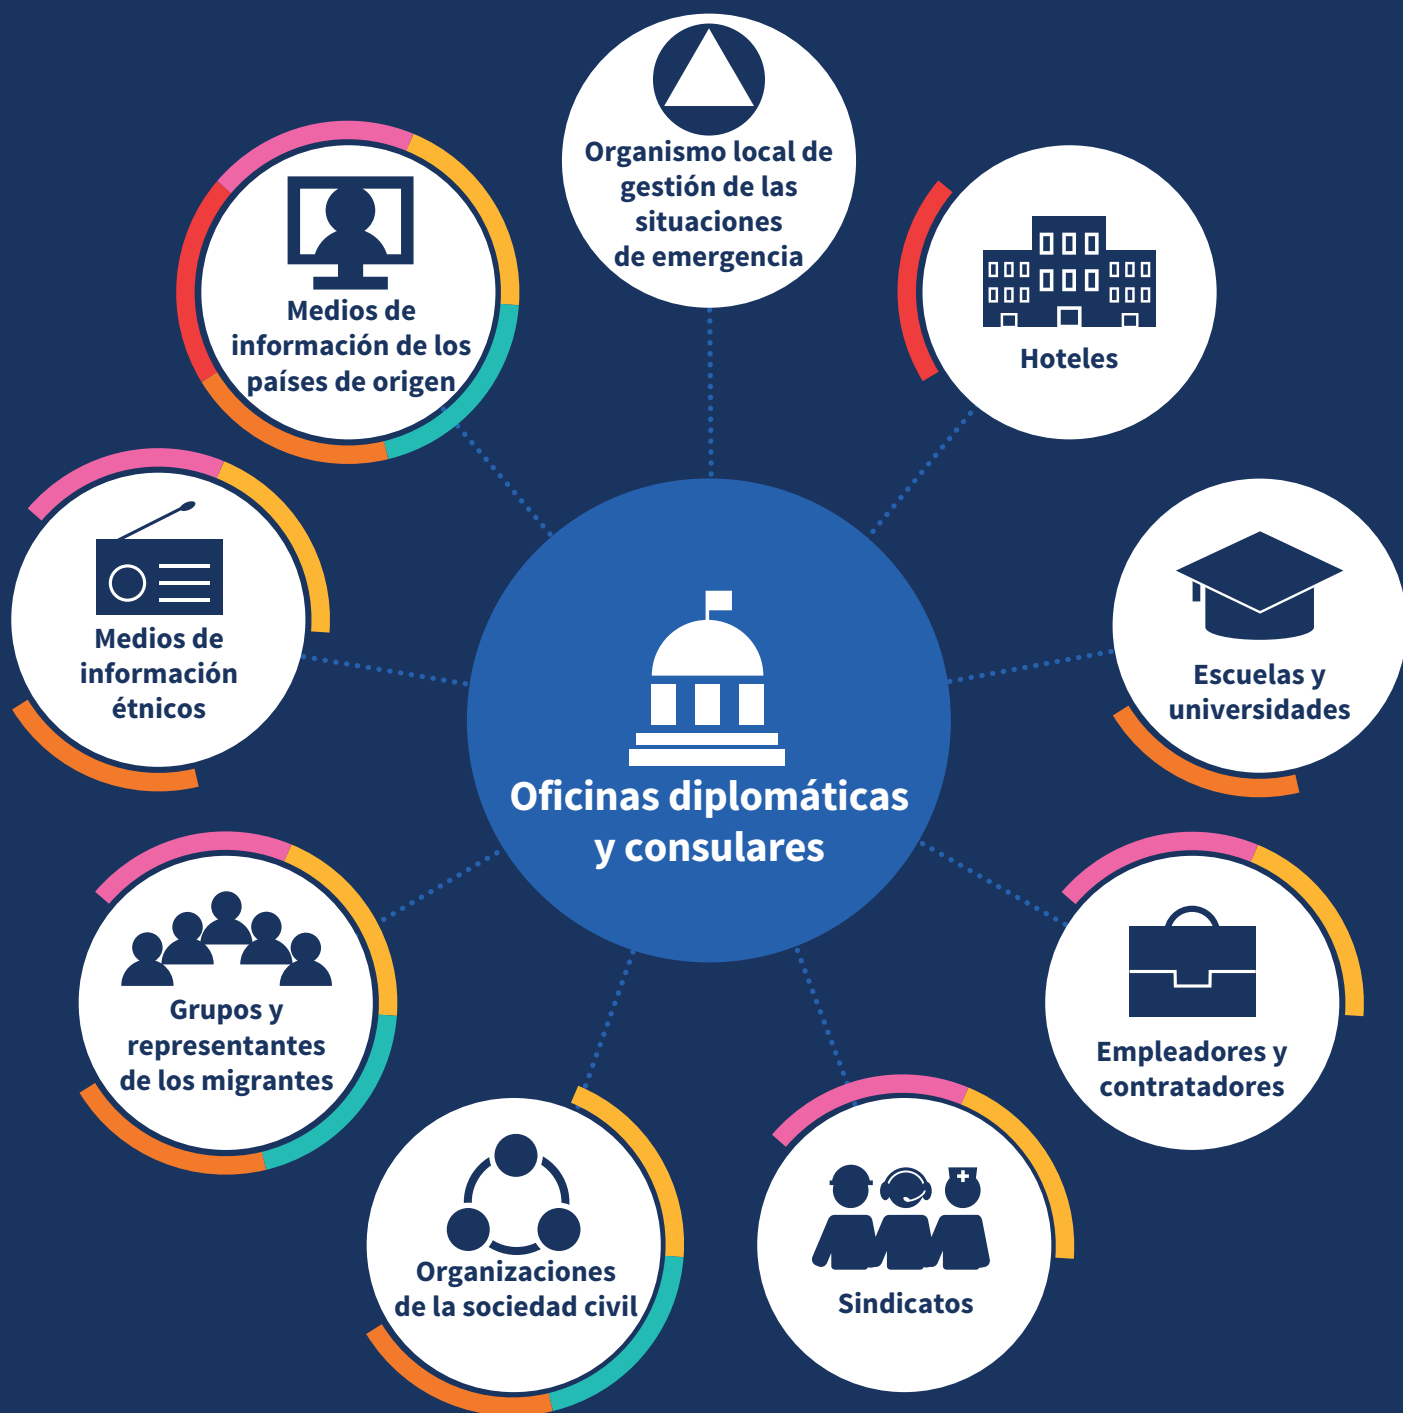 Organismo local de
gestión de las
situaciones
de emergencia
Medios de
información de los
países de origen
Hoteles
Medios de
información
étnicos
Escuelas y
universidades
Oficinas diplomáticas
y consulares
Grupos y
representantes
de los migrantes
Empleadores y
contratadores
Organizaciones
de la sociedad civil
Sindicatos